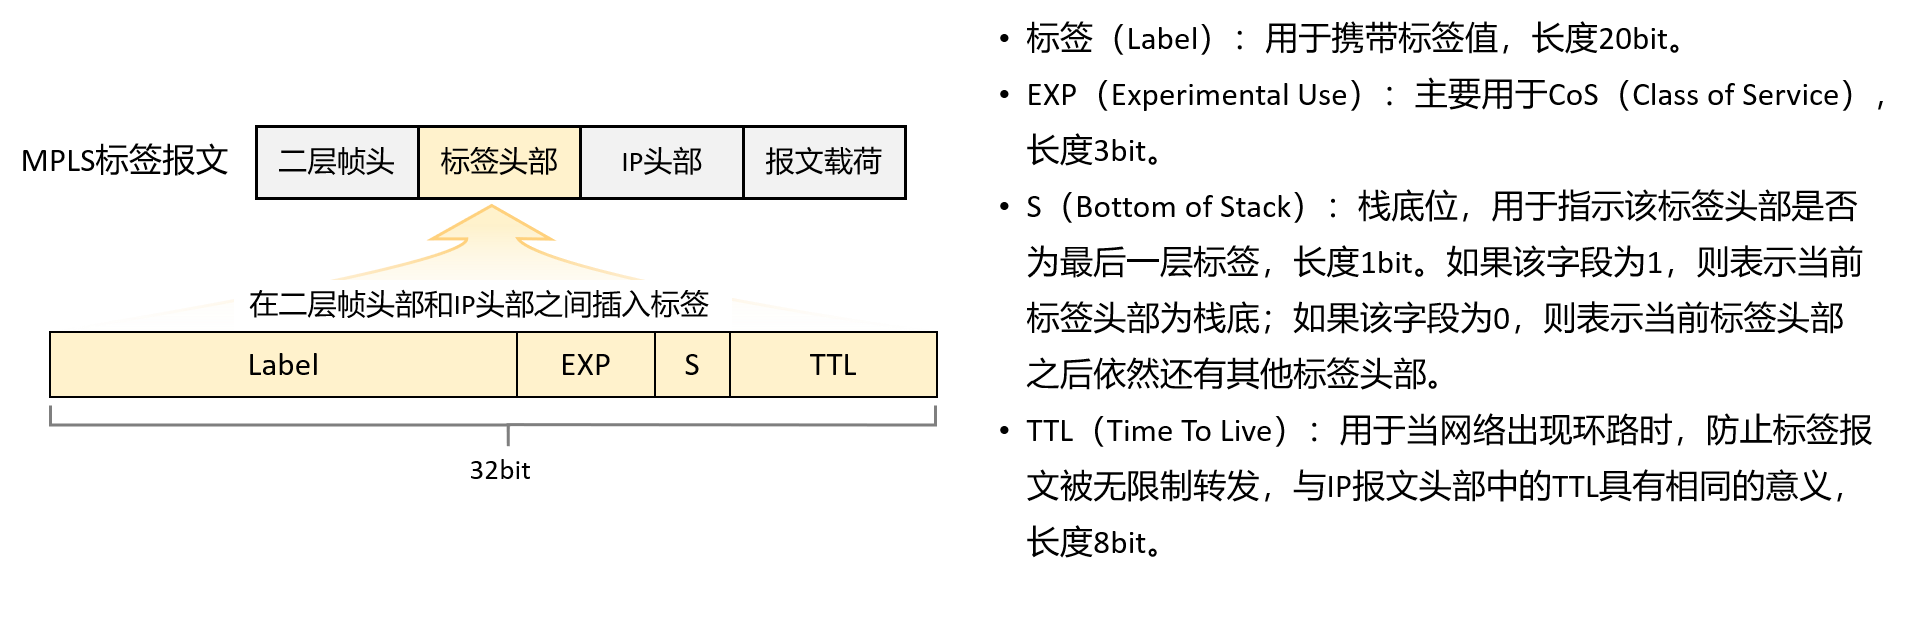 MPLS标签报文
二层帧头
标签头部
IP头部
报文载荷
在二层帧头部和IP头部之间插入标签
Label
EXP
S
TTL
32bit
• 标签（Label）：用于携带标签值，长度20bit。
• EXP（Experimental Use）：主要用于CoS（Class of Service），
长度3bit。
• S（Bottom of Stack）：栈底位，用于指示该标签头部是否
为最后一层标签，长度1bit。如果该字段为1，则表示当前
标签头部为栈底；如果该字段为0，则表示当前标签头部
之后依然还有其他标签头部。
• TTL（Time To Live）：用于当网络出现环路时，防止标签报
文被无限制转发，与IP报文头部中的TTL具有相同的意义，
长度8bit。